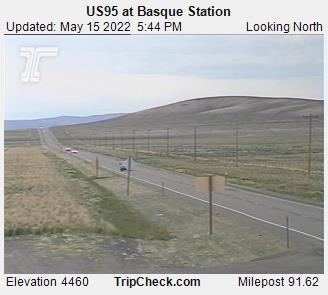 US95 at Basque Station
Updated: May 15 2022 5:44 PM Looking North
Elevation 4460 TripCheck.com Milepost 91.62